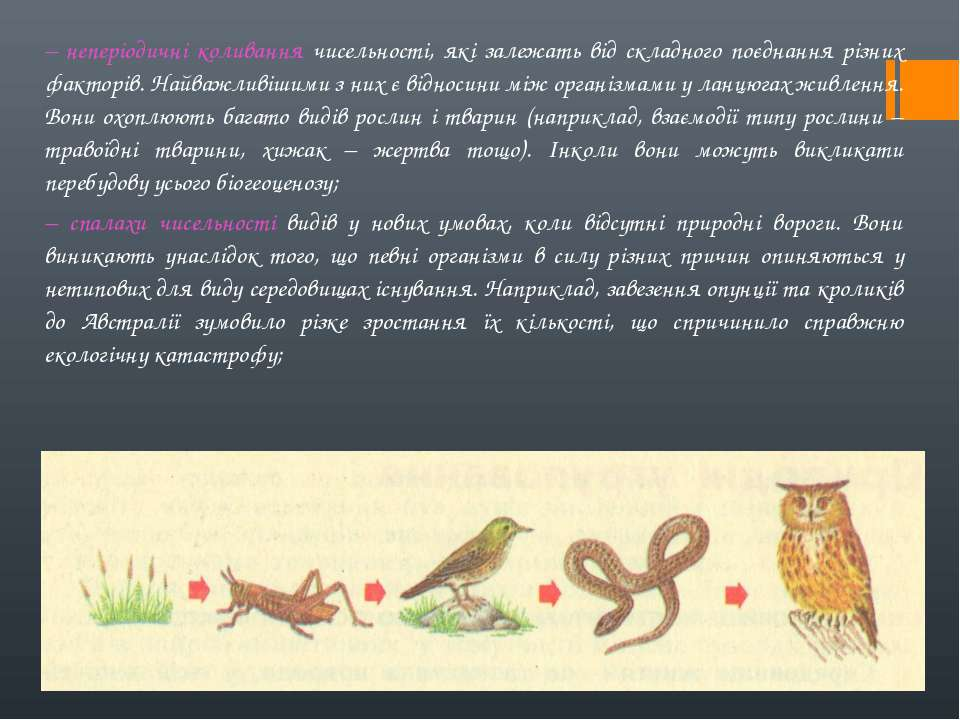 – неперіодичні коливання чисельності, які залежать від складного поєднання різних
факторів. Найважливішими з них є відносини між організмами у ланцюгах живлення.
Вони охоплюють багато видів рослин і тварин (наприклад, взаємодії типу рослини –
травоїдні тварини, хижак – жертва тощо). Інколи вони можуть викликати
перебудову усього біогеоценозу;
– спалахи чисельності видів у нових умовах, коли відсутні природні вороги. Вони
виникають унаслідок того, що певні організми в силу різних причин опиняються у
нетипових для виду середовищах існування. Наприклад, завезення опунції та кроликів
до Австралії зумовило різке зростання їх кількості, що спричинило справжню
екологічну катастрофу;